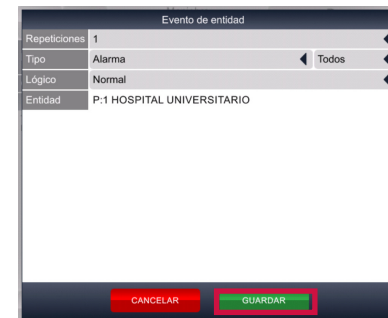 Evento de entidad
Repeticiones 1
Tipo Alarma Todos
Lógico Normal
Entidad P:1 HOSPITAL UNIVERSITARIO
CANCELAR GUARDAR